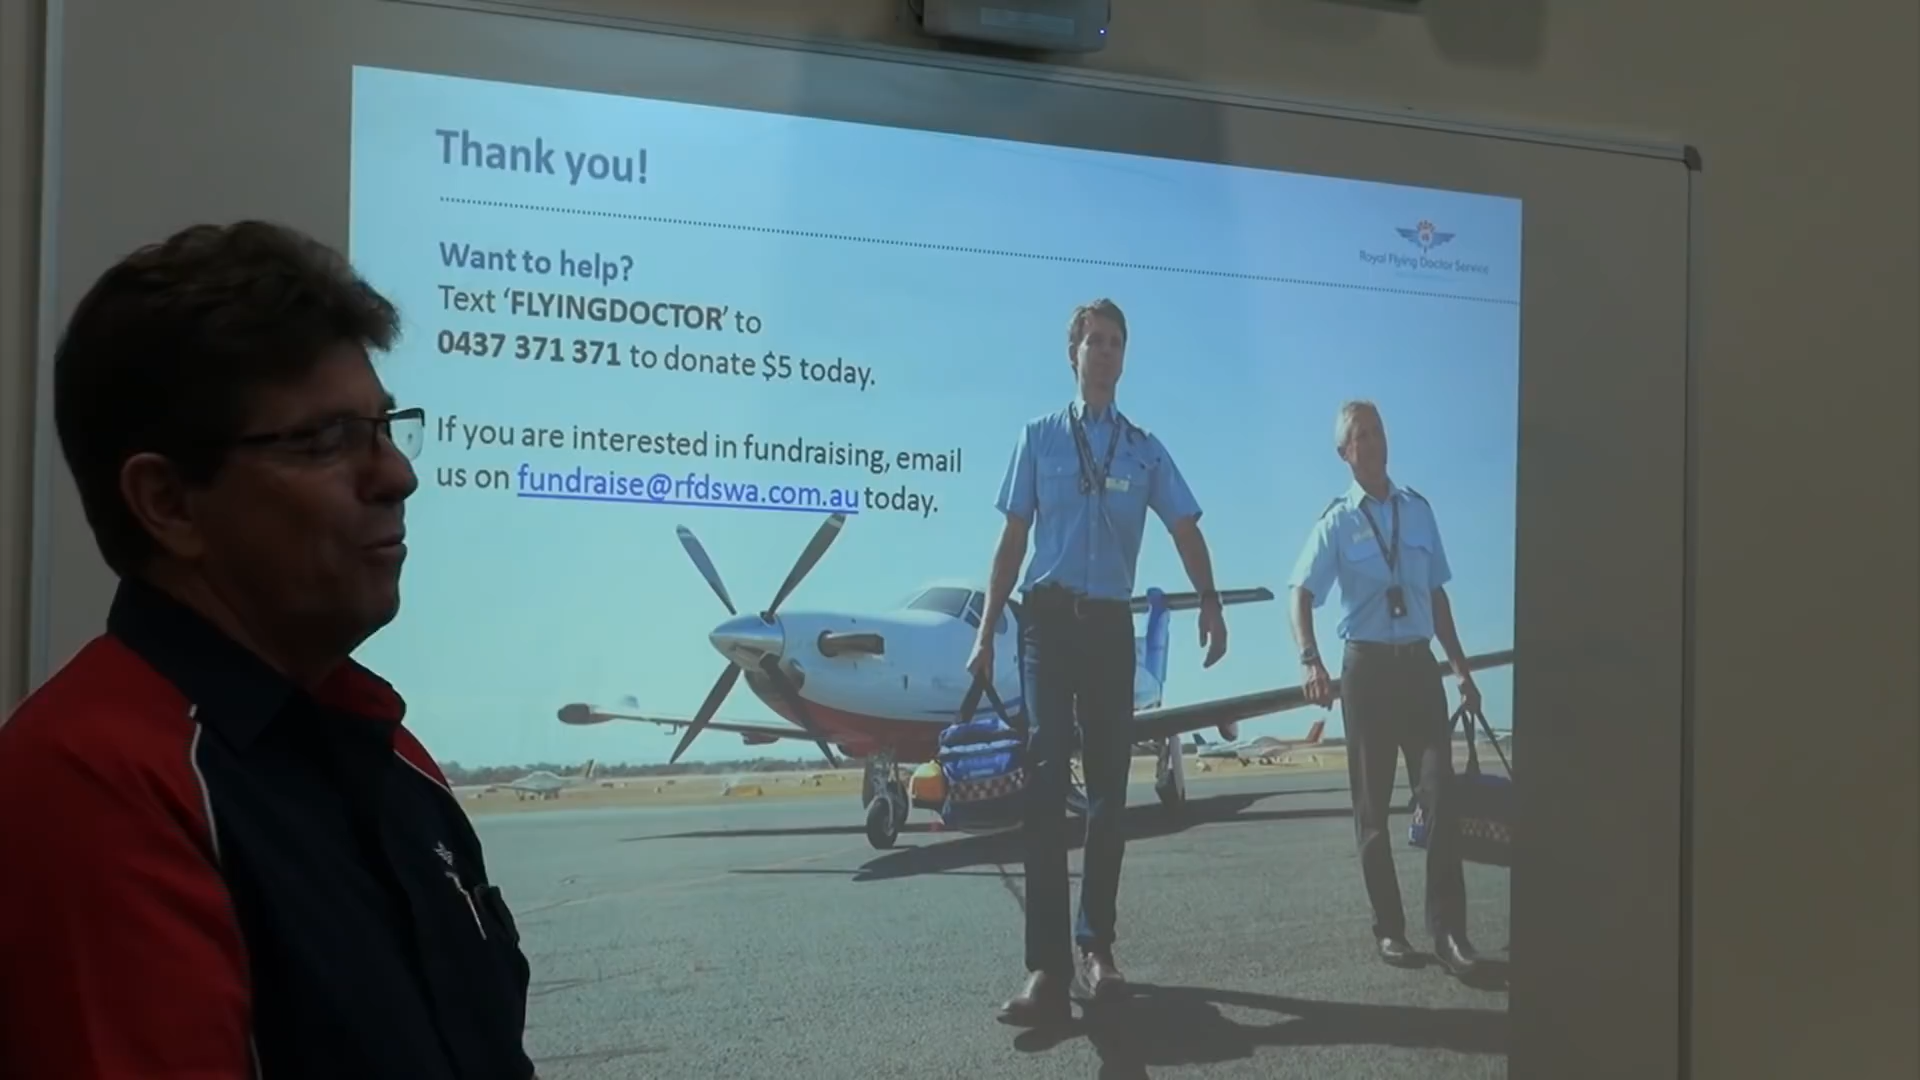 Thank you!
Royal Flying Doctor Service
Want to help?
Text ‘FLYINGDOCTOR’ to
0437 371 371 to donate $5 today.
If you are interested in fundraising, email
us on fundraise@rfdswa.com.au today.